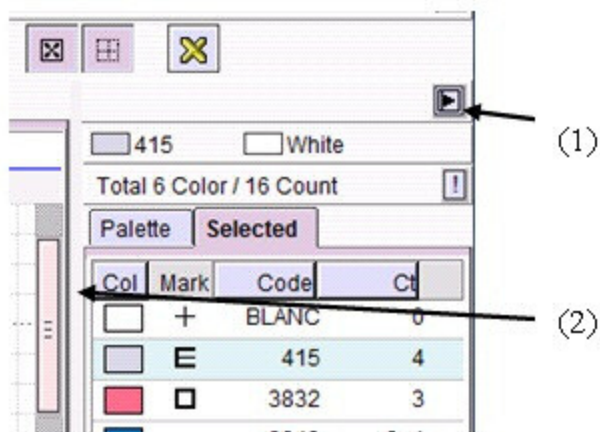 (1)
415 White
Total 6 Color / 16 Count !
Palette Selected
Col Mark Code Ct
+ BLANC 0
(2)
E 415 4
3832 3